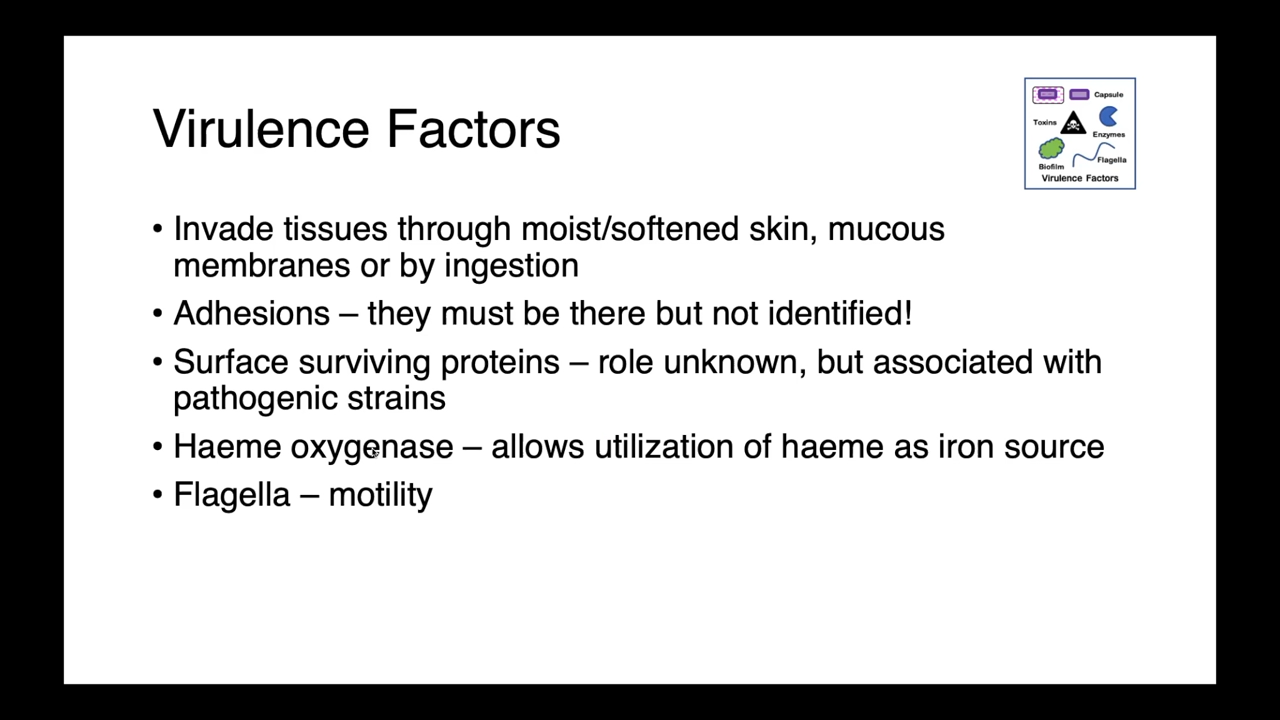 Virulence Factors
Capsule
Toxins
Enzymes
Biofilm
Flagella
Virulence Factors
• Invade tissues through moist/softened skin, mucous
membranes or by ingestion
• Adhesions – they must be there but not identified!
• Surface surviving proteins – role unknown, but associated with
pathogenic strains
• Haeme oxygenase – allows utilization of haeme as iron source
• Flagella – motility